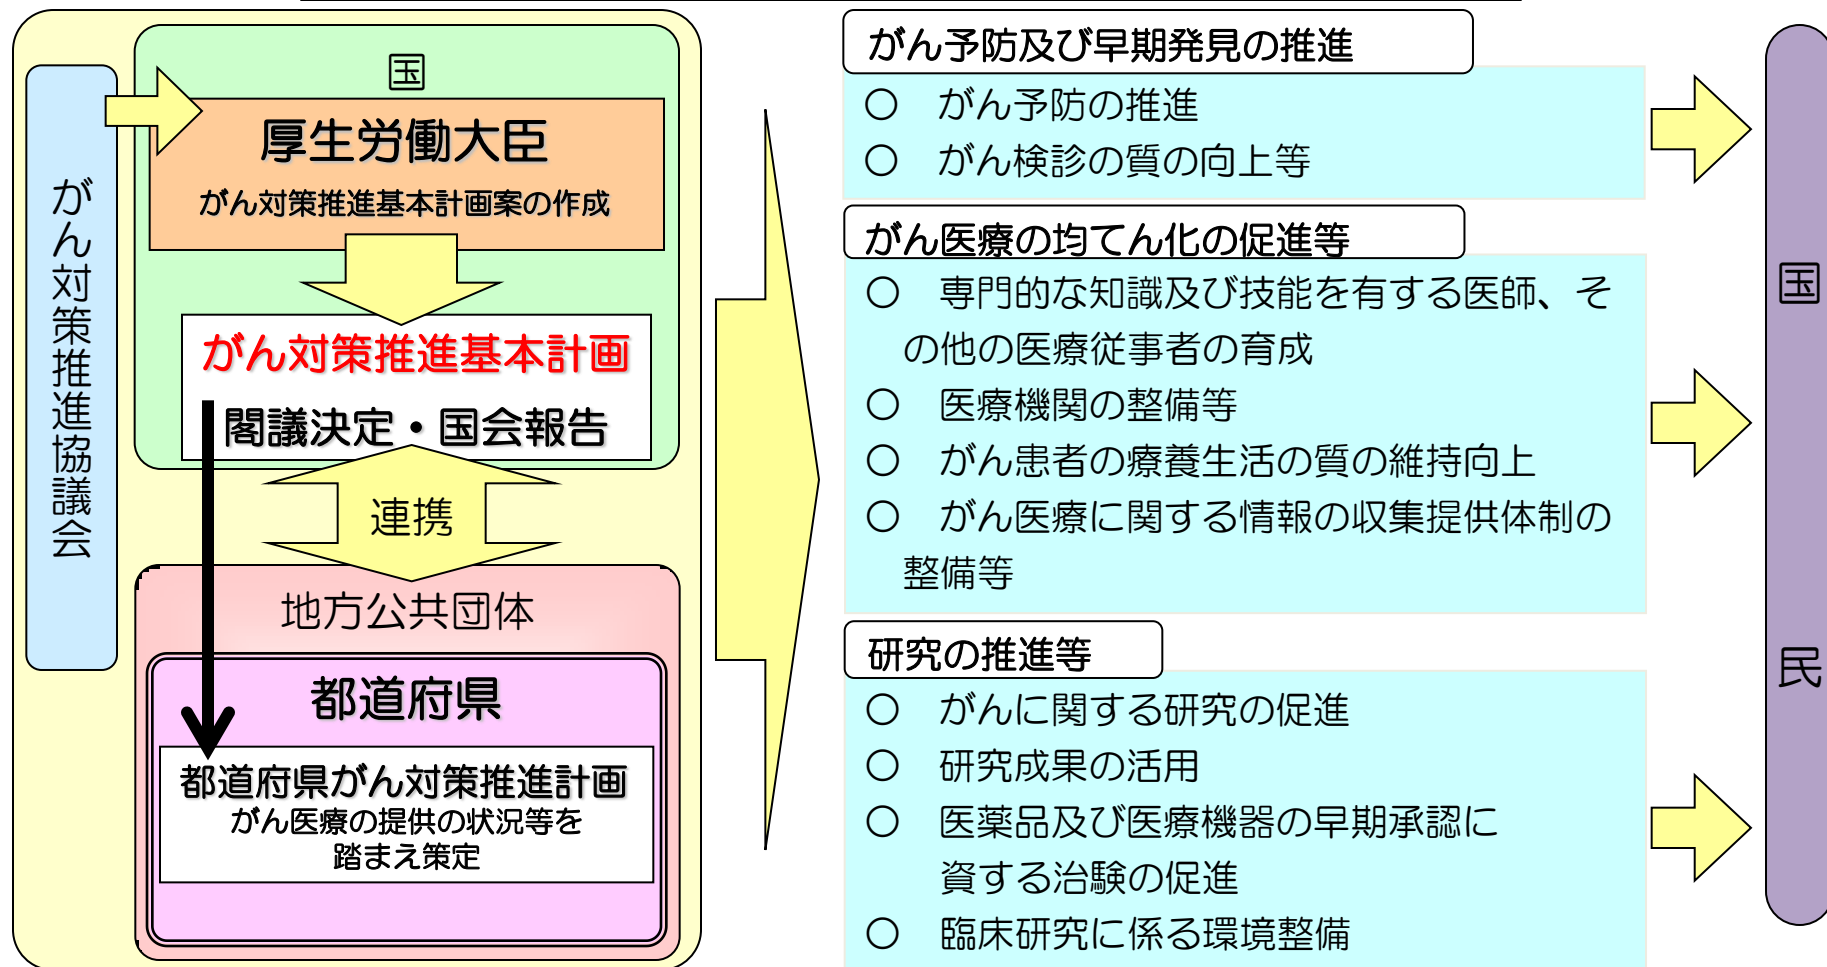 がん対策推進協議会
国
厚生労働大臣
がん対策推進基本計画案の作成
がん対策推進基本計画
閣議決定・国会報告
連携
地方公共団体
都道府県
都道府県がん対策推進計画
がん医療の提供の状況等を
踏まえ策定
がん予防及び早期発見の推進
○ がん予防の推進
○ がん検診の質の向上等
がん医療の均てん化の促進等
○ 専門的な知識及び技能を有する医師、そ
の他の医療従事者の育成
○ 医療機関の整備等
○ がん患者の療養生活の質の維持向上
○ がん医療に関する情報の収集提供体制の
整備等
研究の推進等
○ がんに関する研究の促進
○ 研究成果の活用
○ 医薬品及び医療機器の早期承認に
資する治験の促進
○ 臨床研究に係る環境整備
国民